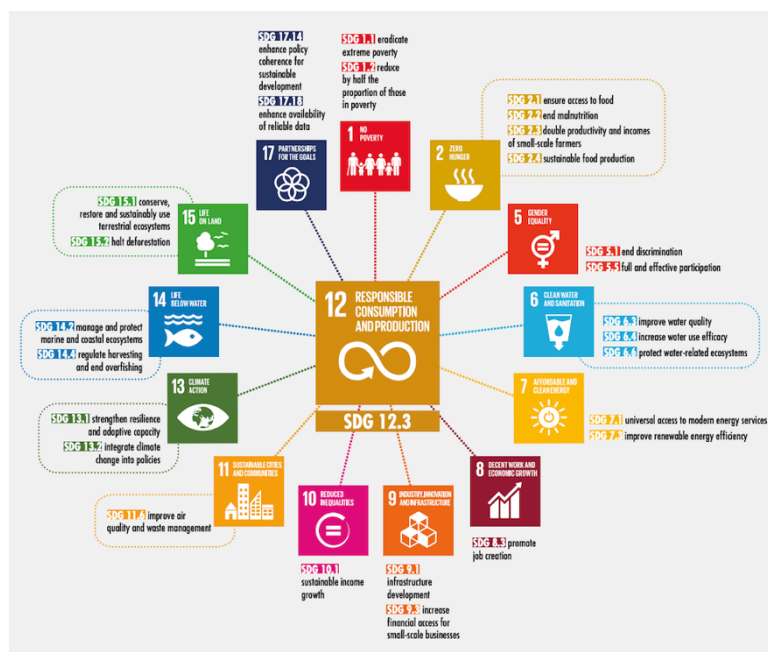 SDG 17.14
enhance policy
coherence for
sustainable
development
SDG 17.18
enhance availability
of reliable data
17 PARTNERSHIPS
FOR THE GOALS
SDG 1.1 eradicate
extreme poverty
SDG 1.2 reduce
by half the
proportion of those
in poverty
1 NO
POVERTY
SDG 2.1 ensure access to food
SDG 2.2 end malnutrition
SDG 2.3 double productivity and incomes
of small-scale farmers
SDG 2.4 sustainable food production
2 ZERO
HUNGER
5 GENDER
EQUALITY
SDG 5.1 end discrimination
SDG 5.5 full and effective participation
6 CLEAN WATER
AND SANITATION
SDG 6.3 improve water quality
SDG 6.4 increase water use efficacy
SDG 6.6 protect water-related ecosystems
7 AFFORDABLE AND
CLEAN ENERGY
SDG 7.1 universal access to modern energy services
SDG 7.3 improve renewable energy efficiency
8 DECENT WORK AND
ECONOMIC GROWTH
SDG 8.3 promote
job creation
9 INDUSTRY, INNOVATION
AND INFRASTRUCTURE
SDG 9.1
infrastructure
development
SDG 9.3 increase
financial access for
small-scale businesses
10 REDUCED
INEQUALITIES
SDG 10.1
sustainable income
growth
11 SUSTAINABLE CITIES
AND COMMUNITIES
SDG 11.6 improve air
quality and waste management
13 CLIMATE
ACTION
SDG 13.1 strengthen resilience
and adaptive capacity
SDG 13.2 integrate climate
change into policies
14 LIFE
BELOW WATER
SDG 14.2 manage and protect
marine and coastal ecosystems
SDG 14.4 regulate harvesting
and end overfishing
15 LIFE
ON LAND
SDG 15.1 conserve,
restore and sustainably use
terrestrial ecosystems
SDG 15.2 halt deforestation
12 RESPONSIBLE
CONSUMPTION
AND PRODUCTION
SDG 12.3